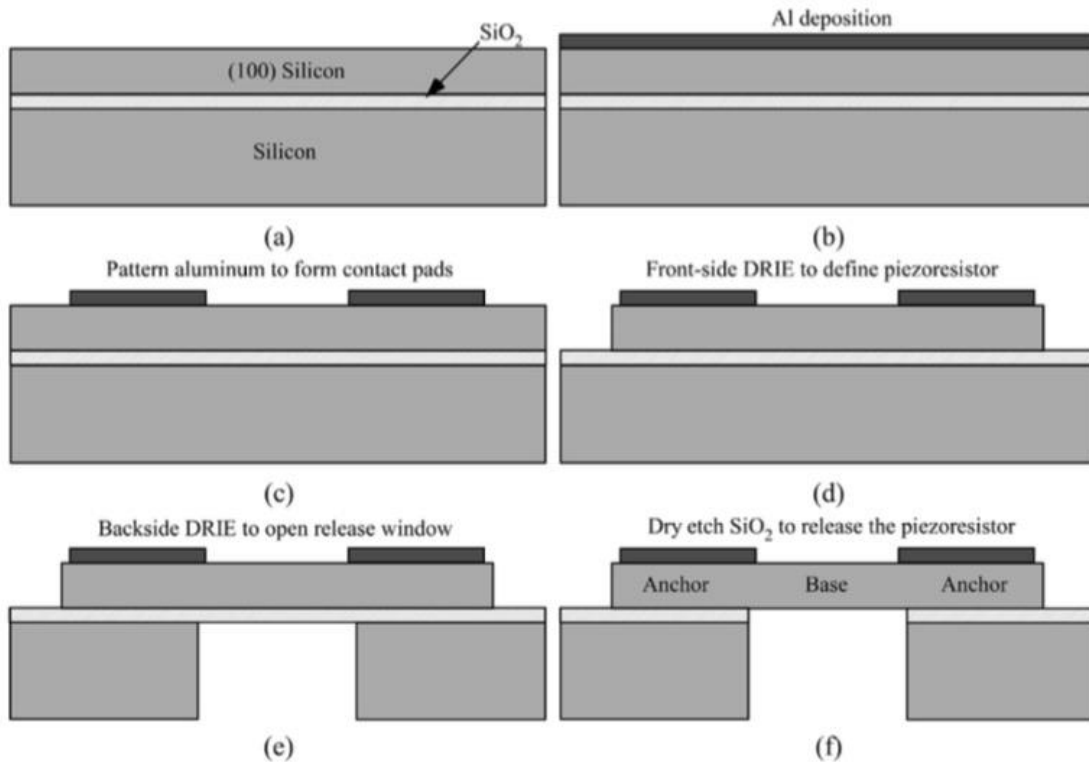 SiO₂
(100) Silicon
Silicon
(a)
Al deposition
(b)
Pattern aluminum to form contact pads
(c)
Front-side DRIE to define piezoresistor
(d)
Backside DRIE to open release window
(e)
Dry etch SiO₂ to release the piezoresistor
Anchor Base Anchor
(f)